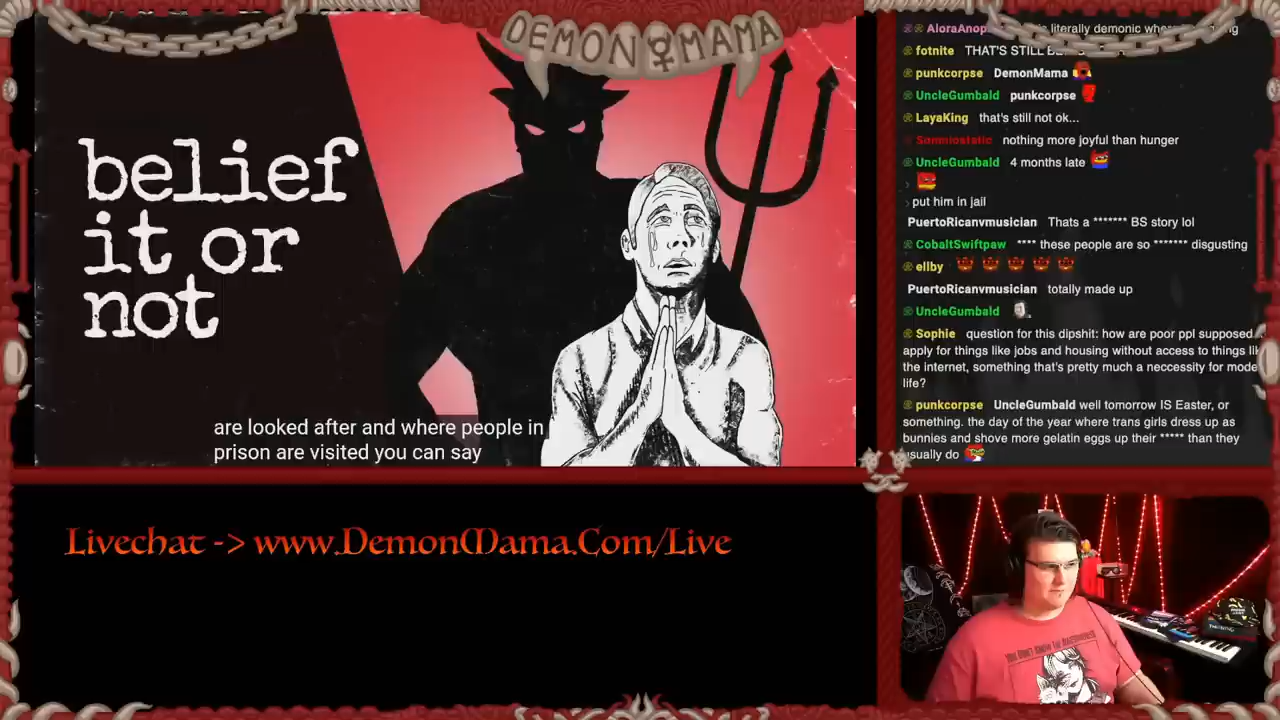 DEMON MAMA
belief
it or
not
are looked after and where people in
prison are visited you can say
AloraAnop literally demonic
fotnite THAT'S STILL
punkcorpse DemonMama
UncleGumbald punkcorpse
LayaKing that's still not ok...
nothing more joyful than hunger
UncleGumbald 4 months late
put him in jail
PuertoRicanvmusician Thats a ******* BS story lol
CobaltSwiftpaw **** these people are so ******* disgusting
ellby
PuertoRicanvmusician totally made up
UncleGumbald
Sophie question for this dipshit: how are poor ppl supposed
apply for things like jobs and housing without access to things
the internet, something that's pretty much a neccessity for
life?
punkcorpse UncleGumbald well tomorrow IS Easter, or
something. the day of the year where trans girls dress up as
bunnies and shove more gelatin eggs up their ***** than they
usually do
Livechat -> www.DemonMama.Com/Live